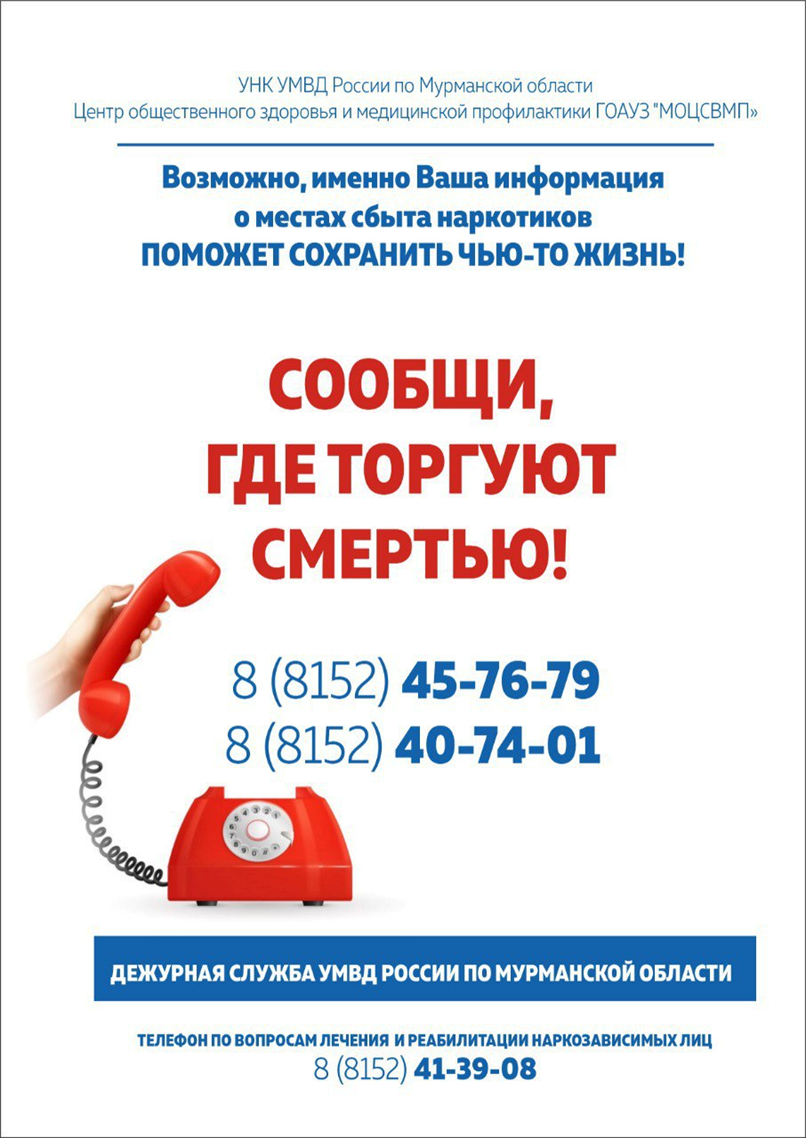 УНК УМВД России по Мурманской области
Центр общественного здоровья и медицинской профилактики ГОАУЗ "МОЦСВМП»
Возможно, именно Ваша информация
о местах сбыта наркотиков
ПОМОЖЕТ СОХРАНИТЬ ЧЬЮ-ТО ЖИЗНЬ!
СООБЩИ,
ГДЕ ТОРГУЮТ
СМЕРТЬЮ!
8 (8152) 45-76-79
8 (8152) 40-74-01
ДЕЖУРНАЯ СЛУЖБА УМВД РОССИИ ПО МУРМАНСКОЙ ОБЛАСТИ
ТЕЛЕФОН ПО ВОПРОСАМ ЛЕЧЕНИЯ И РЕАБИЛИТАЦИИ НАРКОЗАВИСИМЫХ ЛИЦ
8 (8152) 41-39-08